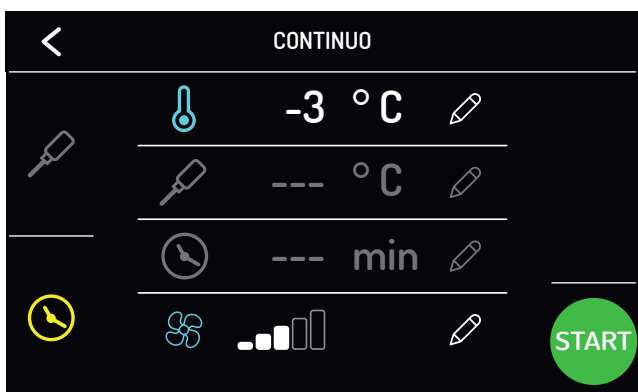 CONTINUO
-3 °C
--- °C
--- min
START